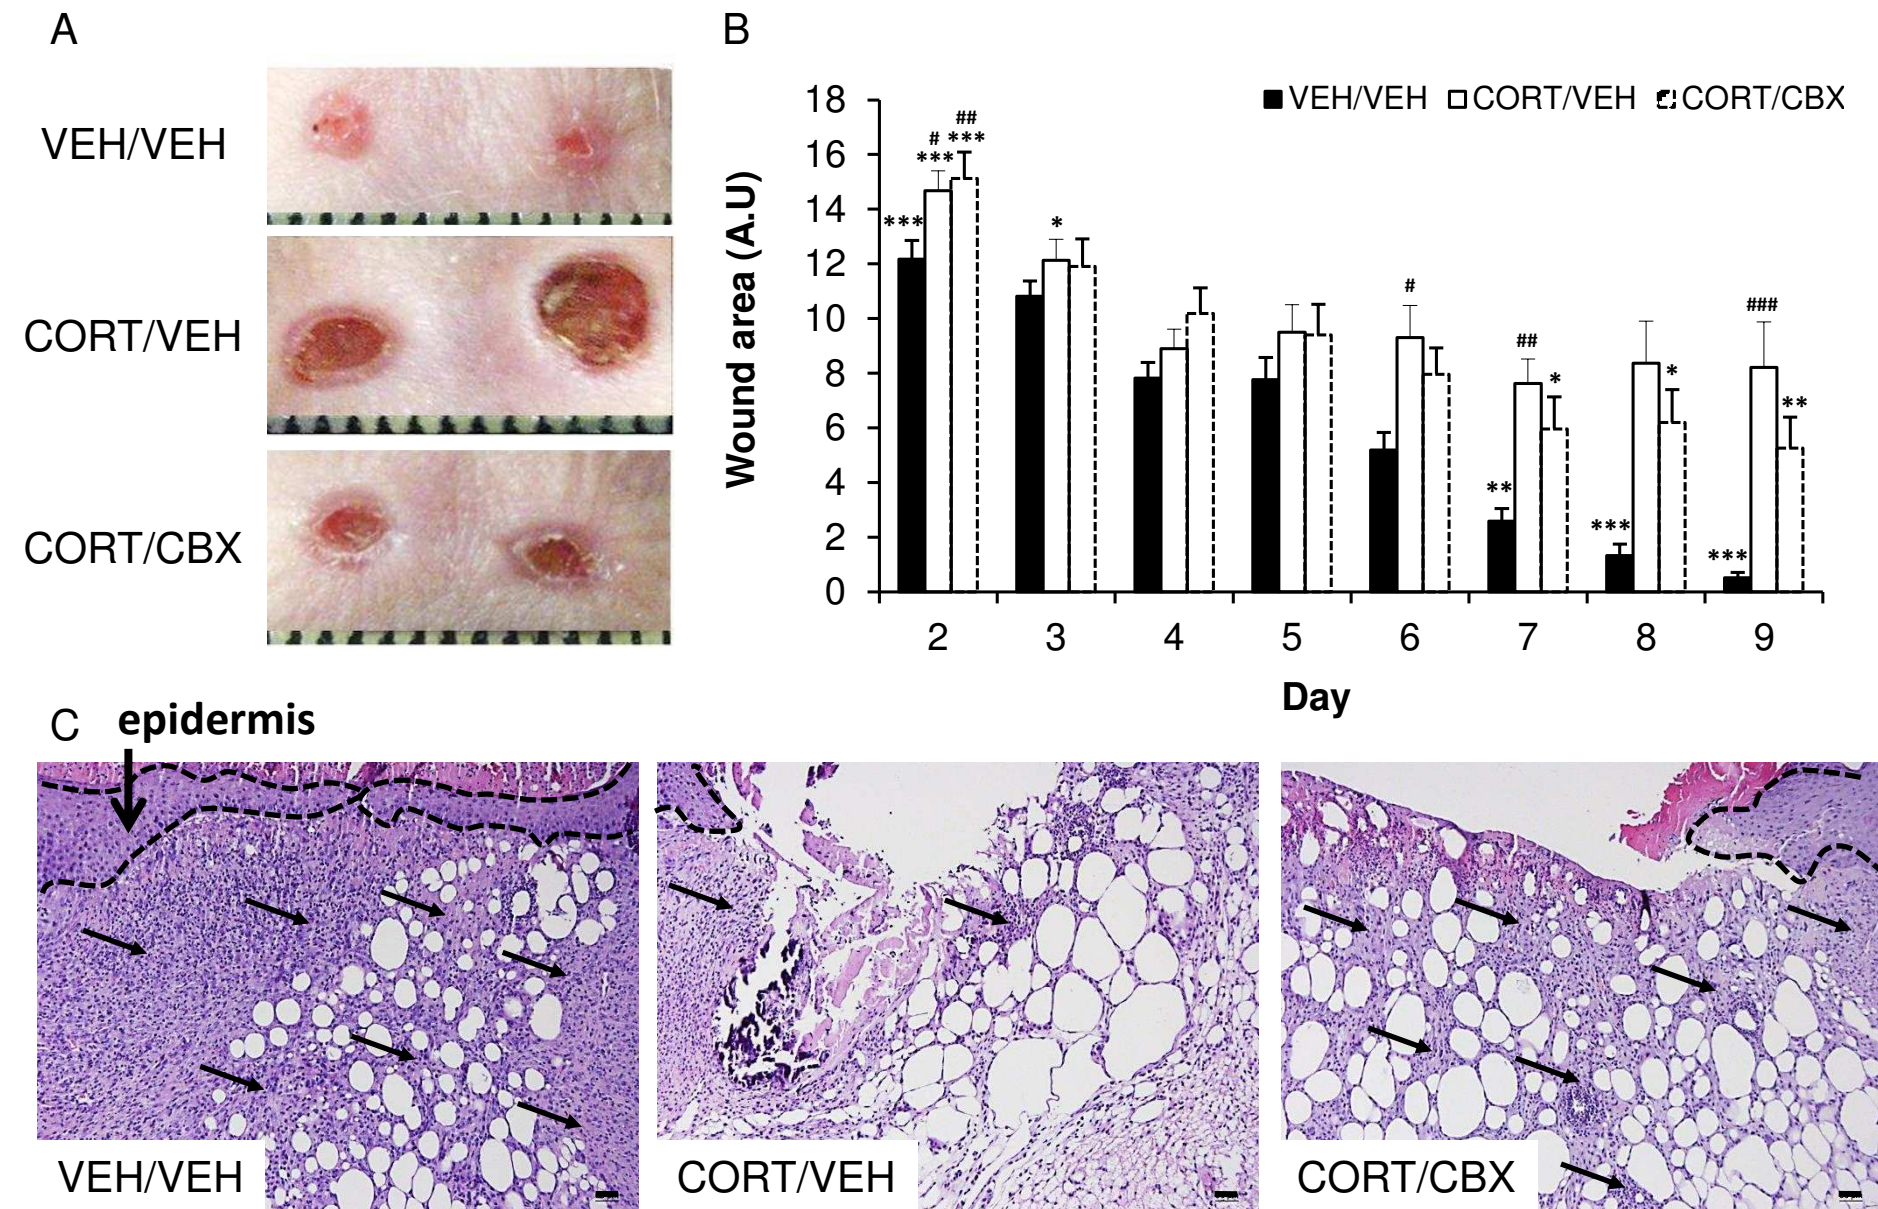 A
VEH/VEH
CORT/VEH
CORT/CBX
B
VEH/VEH CORT/VEH CORT/CBX
Wound area (A.U)
18
16
14
12
10
8
6
4
2
0
*** # *** ## ***
*
#
## ** *
*** *
### *** **
2 3 4 5 6 7 8 9
Day
C epidermis
VEH/VEH
CORT/VEH
CORT/CBX